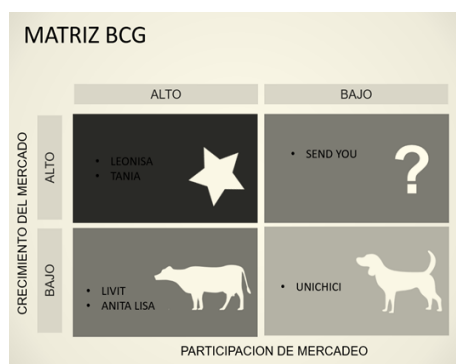 MATRIZ BCG
ALTO
BAJO
CRECIMIENTO DEL MERCADO
ALTO
• LEONISA
• TANIA
• SEND YOU
?
BAJO
• LIVIT
• ANITA LISA
• UNICHICI
PARTICIPACION DE MERCADEO